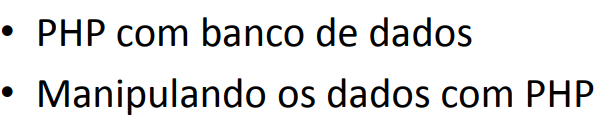 • PHP com banco de dados
• Manipulando os dados com PHP